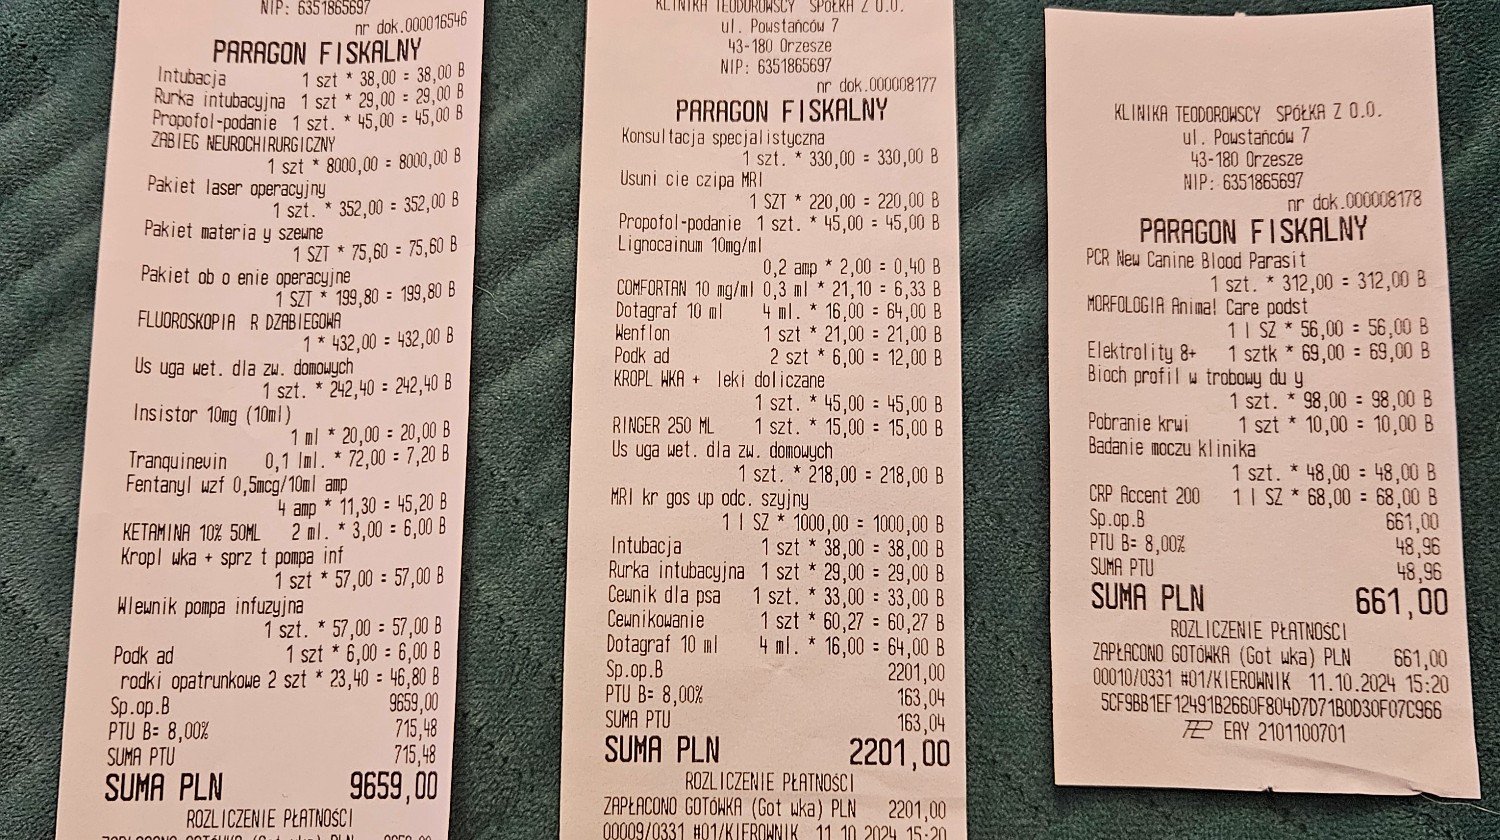 NIP: 6351865697
nr dok.000016546
PARAGON FISKALNY
Intubacja 1 szt * 38,00 = 38,00 B
Rurka intubacyjna 1 szt * 29,00 = 29,00 B
Propofol-podanie 1 szt. * 45,00 = 45,00 B
ZABIEG NEUROCHIRURGICZNY
1 szt * 8000,00 = 8000,00 B
Pakiet laser operacyjny
1 szt. * 352,00 = 352,00 B
Pakiet materia y szewne
1 SZT * 75,60 = 75,60 B
Pakiet ob o enie operacyjne
1 SZT * 199,80 = 199,80 B
FLUOROSKOPIA R DZABIEGOWA
1 * 432,00 = 432,00 B
Us uga wet. dla zw. domowych
1 szt. * 242,40 = 242,40 B
Insistor 10mg (10ml)
1 ml * 20,00 = 20,00 B
Tranquinevin 0,1 lml. * 72,00 = 7,20 B
Fentanyl wzf 0,5mcg/10ml amp
4 amp * 11,30 = 45,20 B
KETAMINA 10% 50ML 2 ml. * 3,00 = 6,00 B
Kropl wka + sprz t pompa inf
1 szt * 57,00 = 57,00 B
Wlewnik pompa infuzyjna
1 szt. * 57,00 = 57,00 B
Podk ad 1 szt * 6,00 = 6,00 B
rodki opatrunkowe 2 szt * 23,40 = 46,80 B
Sp.op.B 9659,00
PTU B= 8,00% 715,48
SUMA PTU 715,48
SUMA PLN 9659,00
ROZLICZENIE PŁATNOŚCI
ZAPŁACONO GOTÓWKA (Got wka) PLN 9659,00
KLINIKA TEODOROWSCY SPÓŁKA Z O.O.
ul. Powstańców 7
43-180 Orzesze
NIP: 6351865697
nr dok.000008177
PARAGON FISKALNY
Konsultacja specjalistyczna
1 szt. * 330,00 = 330,00 B
Usuni cie czipa MRI
1 SZT * 220,00 = 220,00 B
Propofol-podanie 1 szt. * 45,00 = 45,00 B
Lignocainum 10mg/ml
0,2 amp * 2,00 = 0,40 B
COMFORTAN 10 mg/ml 0,3 ml * 21,10 = 6,33 B
Dotagraf 10 ml 4 ml. * 16,00 = 64,00 B
Wenflon 1 szt * 21,00 = 21,00 B
Podk ad 2 szt * 6,00 = 12,00 B
KROPL WKA + leki doliczane
1 szt. * 45,00 = 45,00 B
RINGER 250 ML 1 szt. * 15,00 = 15,00 B
Us uga wet. dla zw. domowych
1 szt. * 218,00 = 218,00 B
MRI kr gos up odc. szyjny
1 l SZ * 1000,00 = 1000,00 B
Intubacja 1 szt * 38,00 = 38,00 B
Rurka intubacyjna 1 szt * 29,00 = 29,00 B
Cewnik dla psa 1 szt. * 33,00 = 33,00 B
Cewnikowanie 1 szt * 60,27 = 60,27 B
Dotagraf 10 ml 4 ml. * 16,00 = 64,00 B
Sp.op.B 2201,00
PTU B= 8,00% 163,04
SUMA PTU 163,04
SUMA PLN 2201,00
ROZLICZENIE PŁATNOŚCI
ZAPŁACONO GOTÓWKA (Got wka) PLN 2201,00
00009/0331 #01/KIEROWNIK 11.10.2024 15:20
KLINIKA TEODOROWSCY SPÓŁKA Z O.O.
ul. Powstańców 7
43-180 Orzesze
NIP: 6351865697
nr dok.000008178
PARAGON FISKALNY
PCR New Canine Blood Parasit
1 szt. * 312,00 = 312,00 B
MORFOLOGIA Animal Care podst
1 l SZ * 56,00 = 56,00 B
Elektrolity 8+ 1 sztk * 69,00 = 69,00 B
Bioch profil w trobowy du y
1 szt. * 98,00 = 98,00 B
Pobranie krwi 1 szt * 10,00 = 10,00 B
Badanie moczu klinika
1 szt. * 48,00 = 48,00 B
CRP Accent 200 1 l SZ * 68,00 = 68,00 B
Sp.op.B 661,00
PTU B= 8,00% 48,96
SUMA PTU 48,96
SUMA PLN 661,00
ROZLICZENIE PŁATNOŚCI
ZAPŁACONO GOTÓWKA (Got wka) PLN 661,00
00010/0331 #01/KIEROWNIK 11.10.2024 15:20
5CF9BB1EF12491B2660F804D7D71B0D30F07C966
EAY 2101100701